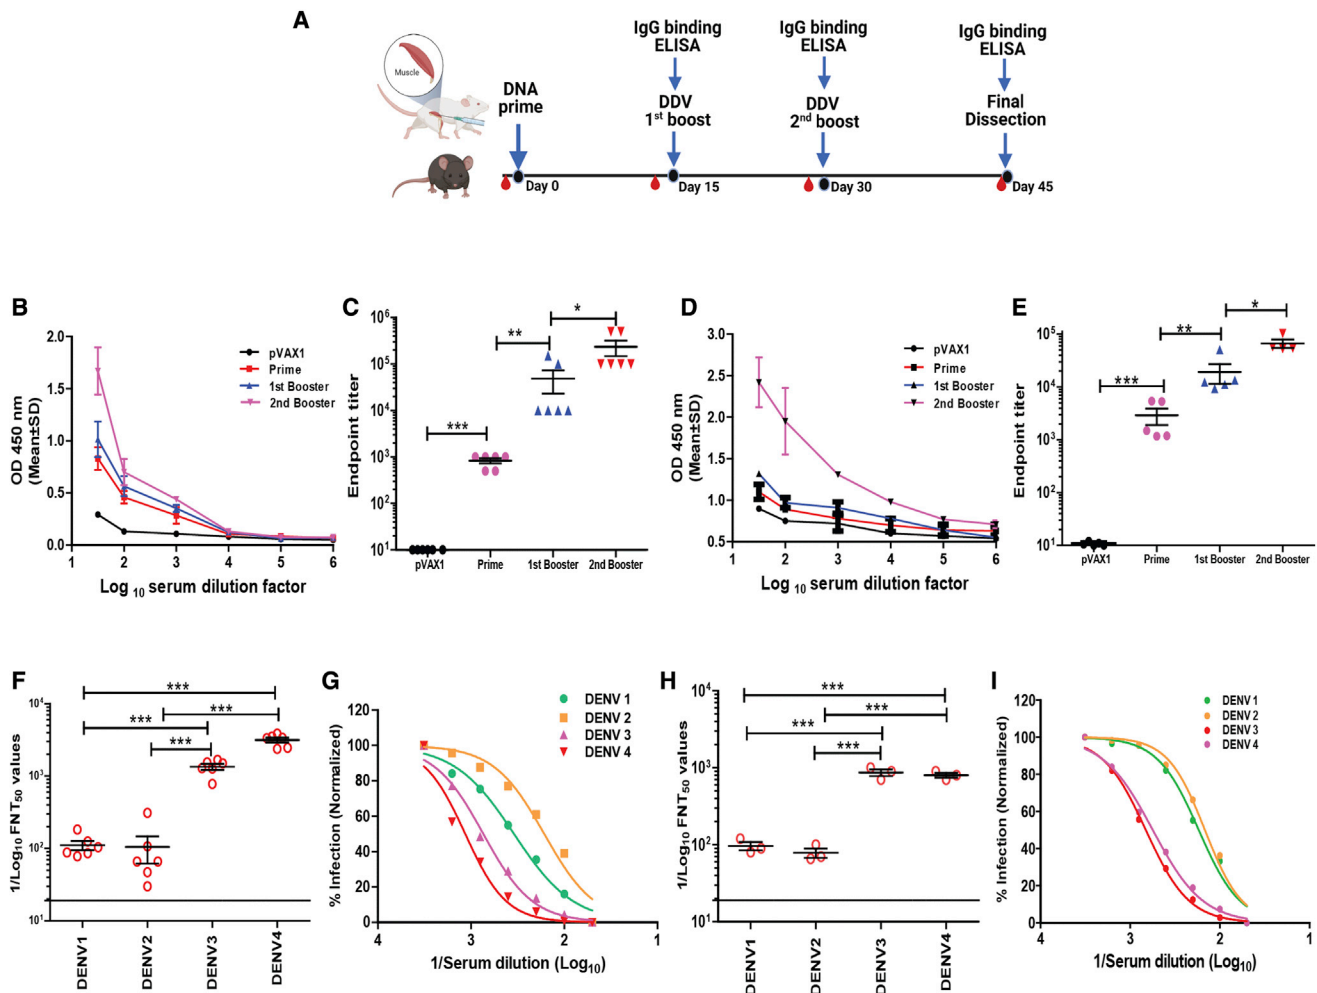 A
IgG binding
ELISA
IgG binding
ELISA
IgG binding
ELISA
Muscle
DNA
prime
DDV
1st boost
DDV
2nd boost
Final
Dissection
Day 0
Day 15
Day 30
Day 45
B
OD 450 nm
(Mean±SD)
2.0
1.5
1.0
0.5
0.0
1 2 3 4 5 6
Log 10 serum dilution factor
pVAX1
Prime
1st Booster
2nd Booster
C
Endpoint titer
10^6
10^5
10^4
10^3
10^2
10^1
*
**
***
pVAX1 Prime 1st Booster 2nd Booster
D
OD 450 nm
(Mean±SD)
3.0
2.5
2.0
1.5
1.0
0.5
1 2 3 4 5 6
Log 10 serum dilution factor
pVAX1
Prime
1st Booster
2nd Booster
E
Endpoint titer
10^5
10^4
10^3
10^2
10^1
*
**
***
pVAX1 Prime 1st Booster 2nd Booster
F
1/Log10 FNT50 values
10^4
10^3
10^2
10^1
***
***
***
***
DENV1 DENV2 DENV3 DENV4
G
% Infection (Normalized)
120
100
80
60
40
20
0
4 3 2 1
1/Serum dilution (Log10)
DENV 1
DENV 2
DENV 3
DENV 4
H
1/Log10 FNT50 values
10^4
10^3
10^2
10^1
***
***
***
***
DENV1 DENV2 DENV3 DENV4
I
% Infection (Normalized)
120
100
80
60
40
20
0
4 3 2 1
1/Serum dilution (Log10)
DENV 1
DENV 2
DENV 3
DENV 4